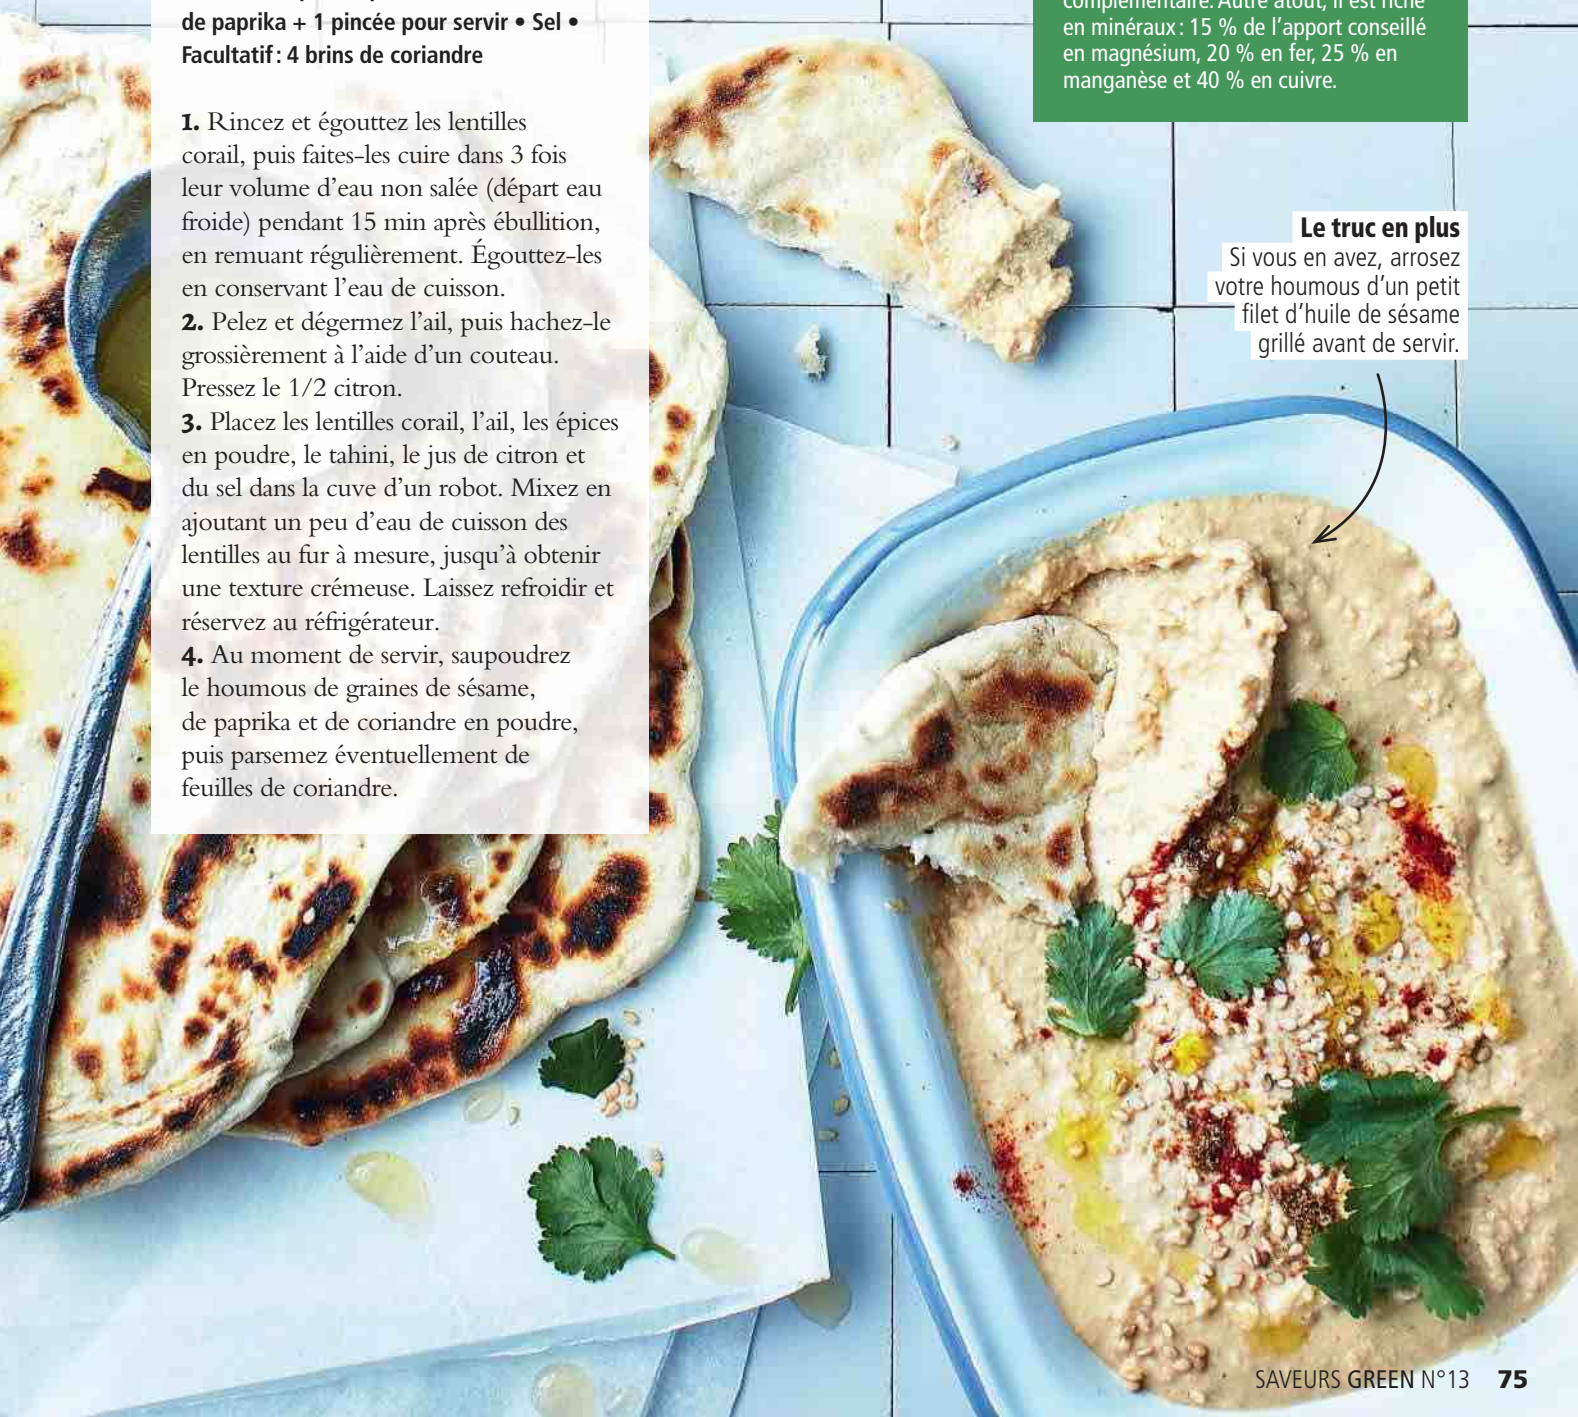 de paprika + 1 pincée pour servir • Sel •
Facultatif : 4 brins de coriandre
1. Rincez et égouttez les lentilles
corail, puis faites-les cuire dans 3 fois
leur volume d’eau non salée (départ eau
froide) pendant 15 min après ébullition,
en remuant régulièrement. Égouttez-les
en conservant l’eau de cuisson.
2. Pelez et dégermez l’ail, puis hachez-le
grossièrement à l’aide d’un couteau.
Pressez le 1/2 citron.
3. Placez les lentilles corail, l’ail, les épices
en poudre, le tahini, le jus de citron et
du sel dans la cuve d’un robot. Mixez en
ajoutant un peu d’eau de cuisson des
lentilles au fur à mesure, jusqu’à obtenir
une texture crémeuse. Laissez refroidir et
réservez au réfrigérateur.
4. Au moment de servir, saupoudrez
le houmous de graines de sésame,
de paprika et de coriandre en poudre,
puis parsemez éventuellement de
feuilles de coriandre.
complémentaire. Autre atout, il est riche
en minéraux : 15 % de l’apport conseillé
en magnésium, 20 % en fer, 25 % en
manganèse et 40 % en cuivre.
Le truc en plus
Si vous en avez, arrosez
votre houmous d’un petit
filet d’huile de sésame
grillé avant de servir.
SAVEURS GREEN N°13 75